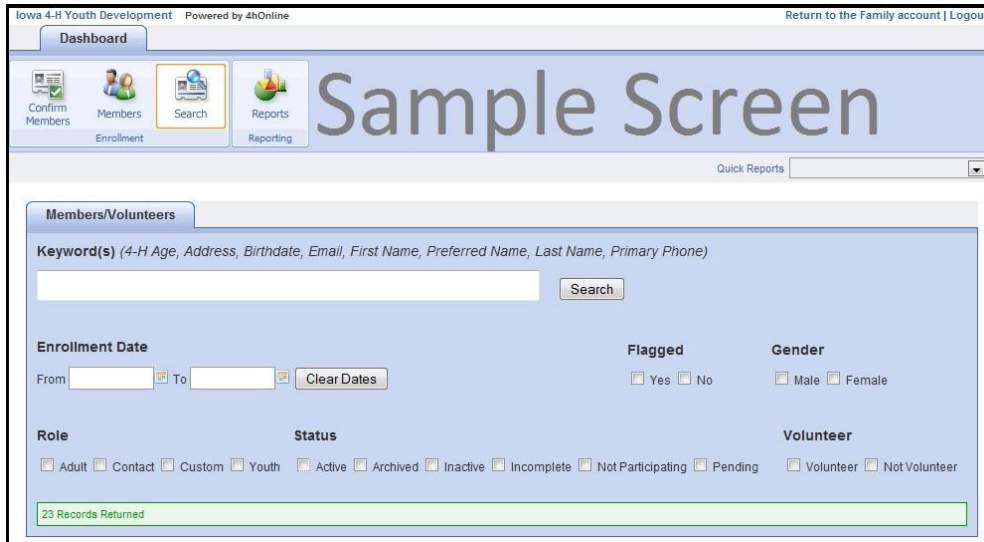 Iowa 4-H Youth Development Powered by 4hOnline Return to the Family account | Logou
Dashboard
Confirm Members Members Search Reports
Enrollment Reporting
Sample Screen
Quick Reports
Members/Volunteers
Keyword(s) (4-H Age, Address, Birthdate, Email, First Name, Preferred Name, Last Name, Primary Phone)
Search
Enrollment Date Flagged Gender
From To Clear Dates Yes No Male Female
Role Status Volunteer
Adult Contact Custom Youth Active Archived Inactive Incomplete Not Participating Pending Volunteer Not Volunteer
23 Records Returned